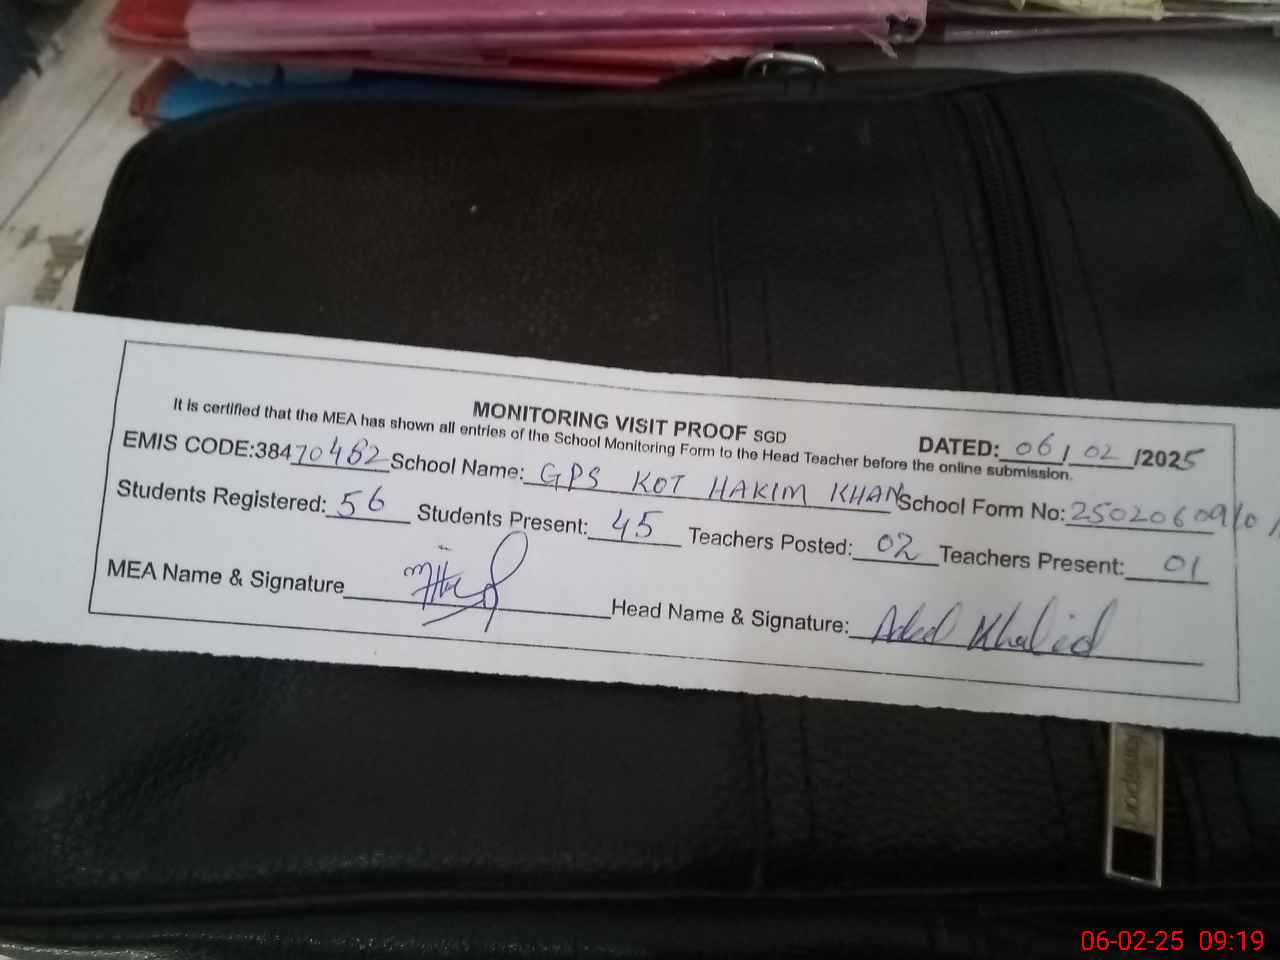 MONITORING VISIT PROOF SGD
DATED: 06/02/2025
It is certified that the MEA has shown all entries of the School Monitoring Form to the Head Teacher before the online submission.
EMIS CODE:38470482 School Name: GPS KOT HAKIM KHAN School Form No: 250206091
Students Registered: 56 Students Present: 45 Teachers Posted: 02 Teachers Present: 01
MEA Name & Signature Head Name & Signature: Khalid
06-02-25 09:19